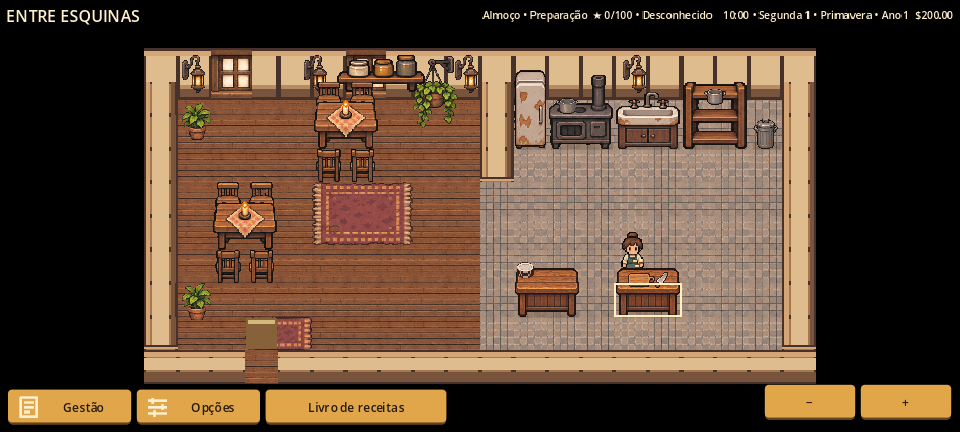 ENTRE ESQUINAS
Almoço • Preparação ★ 0/100 • Desconhecido 10:00 • Segunda 1 • Primavera • Ano 1 $200.00
Gestão
Opções
Livro de receitas
−
+